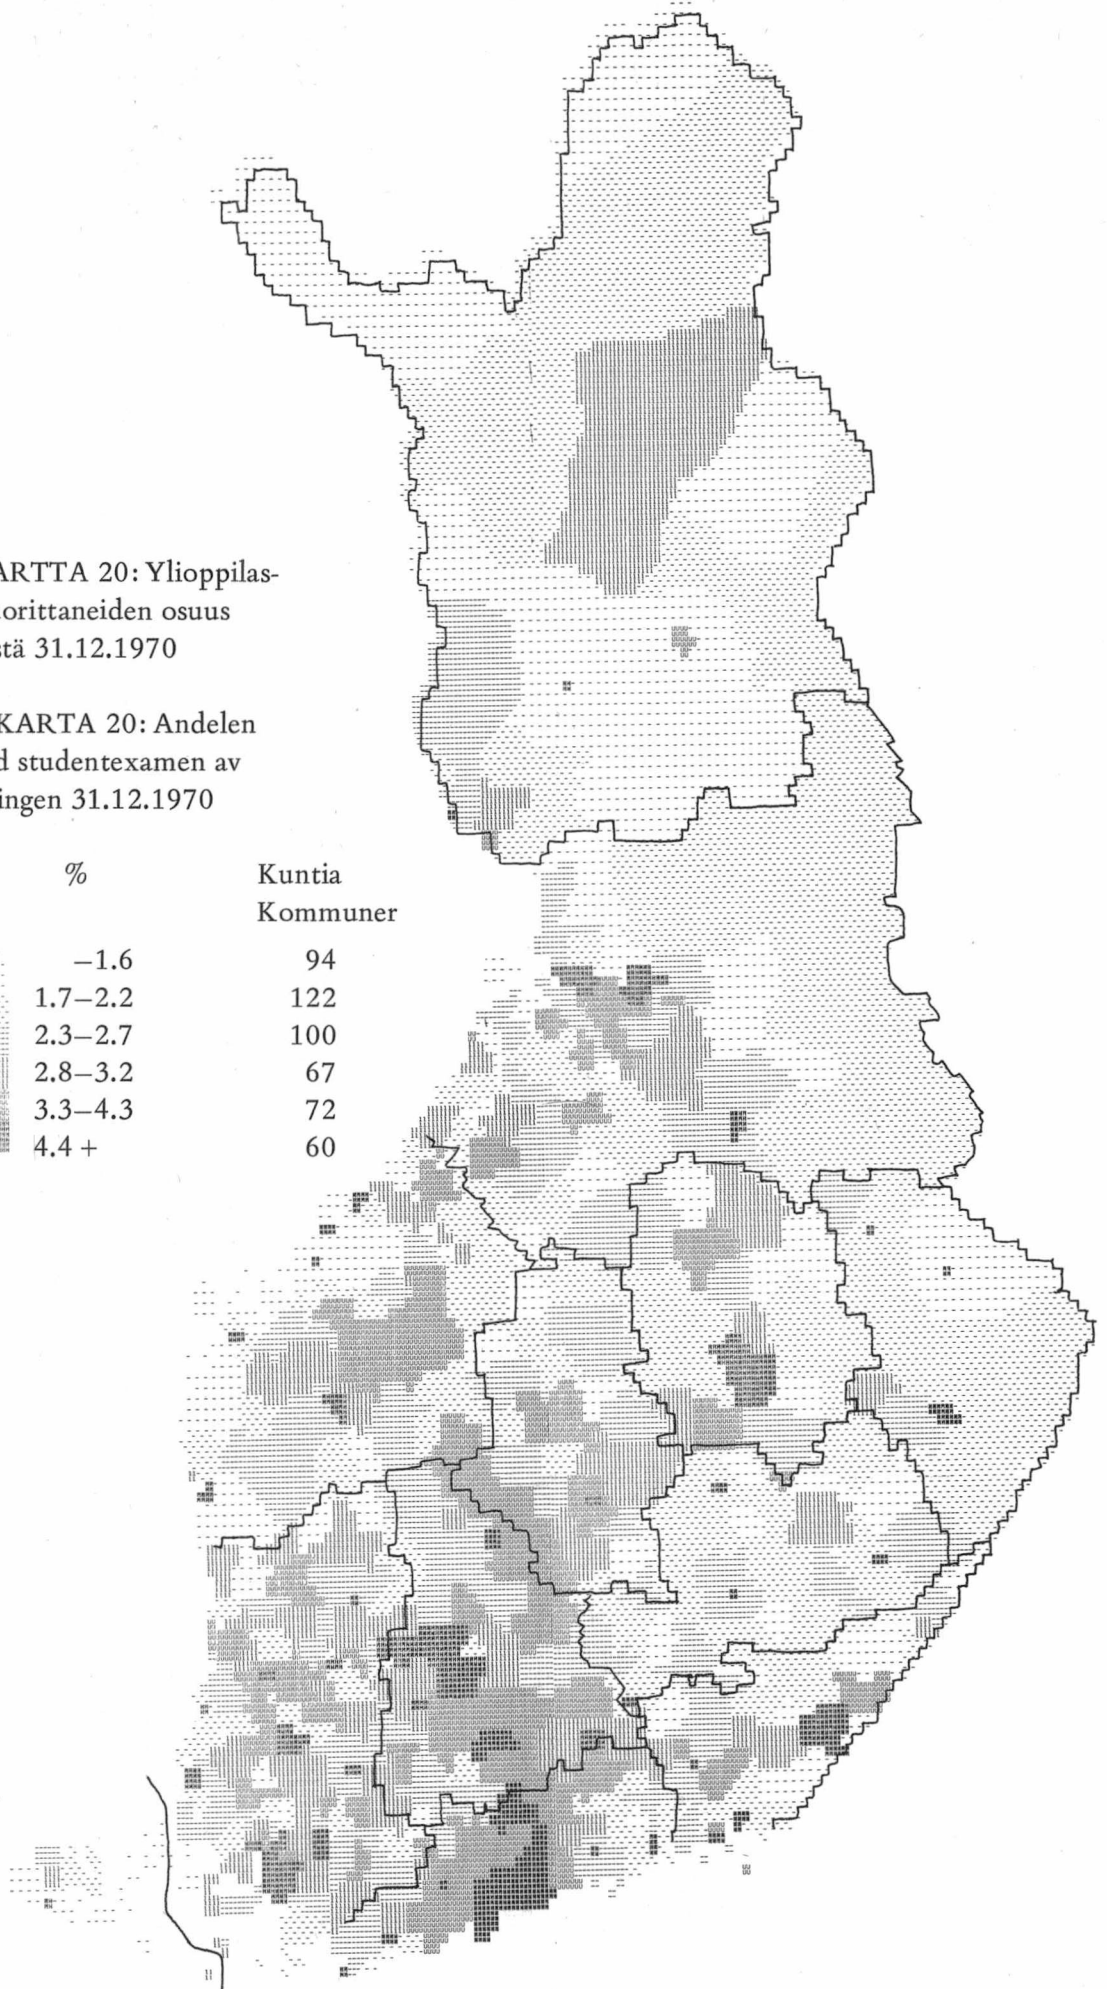 ARTTA 20: Ylioppilas-
uorittaneiden osuus
stä 31.12.1970
KARTA 20: Andelen
d studentexamen av
ingen 31.12.1970
% Kuntia
Kommuner
–1.6 94
1.7–2.2 122
2.3–2.7 100
2.8–3.2 67
3.3–4.3 72
4.4 + 60